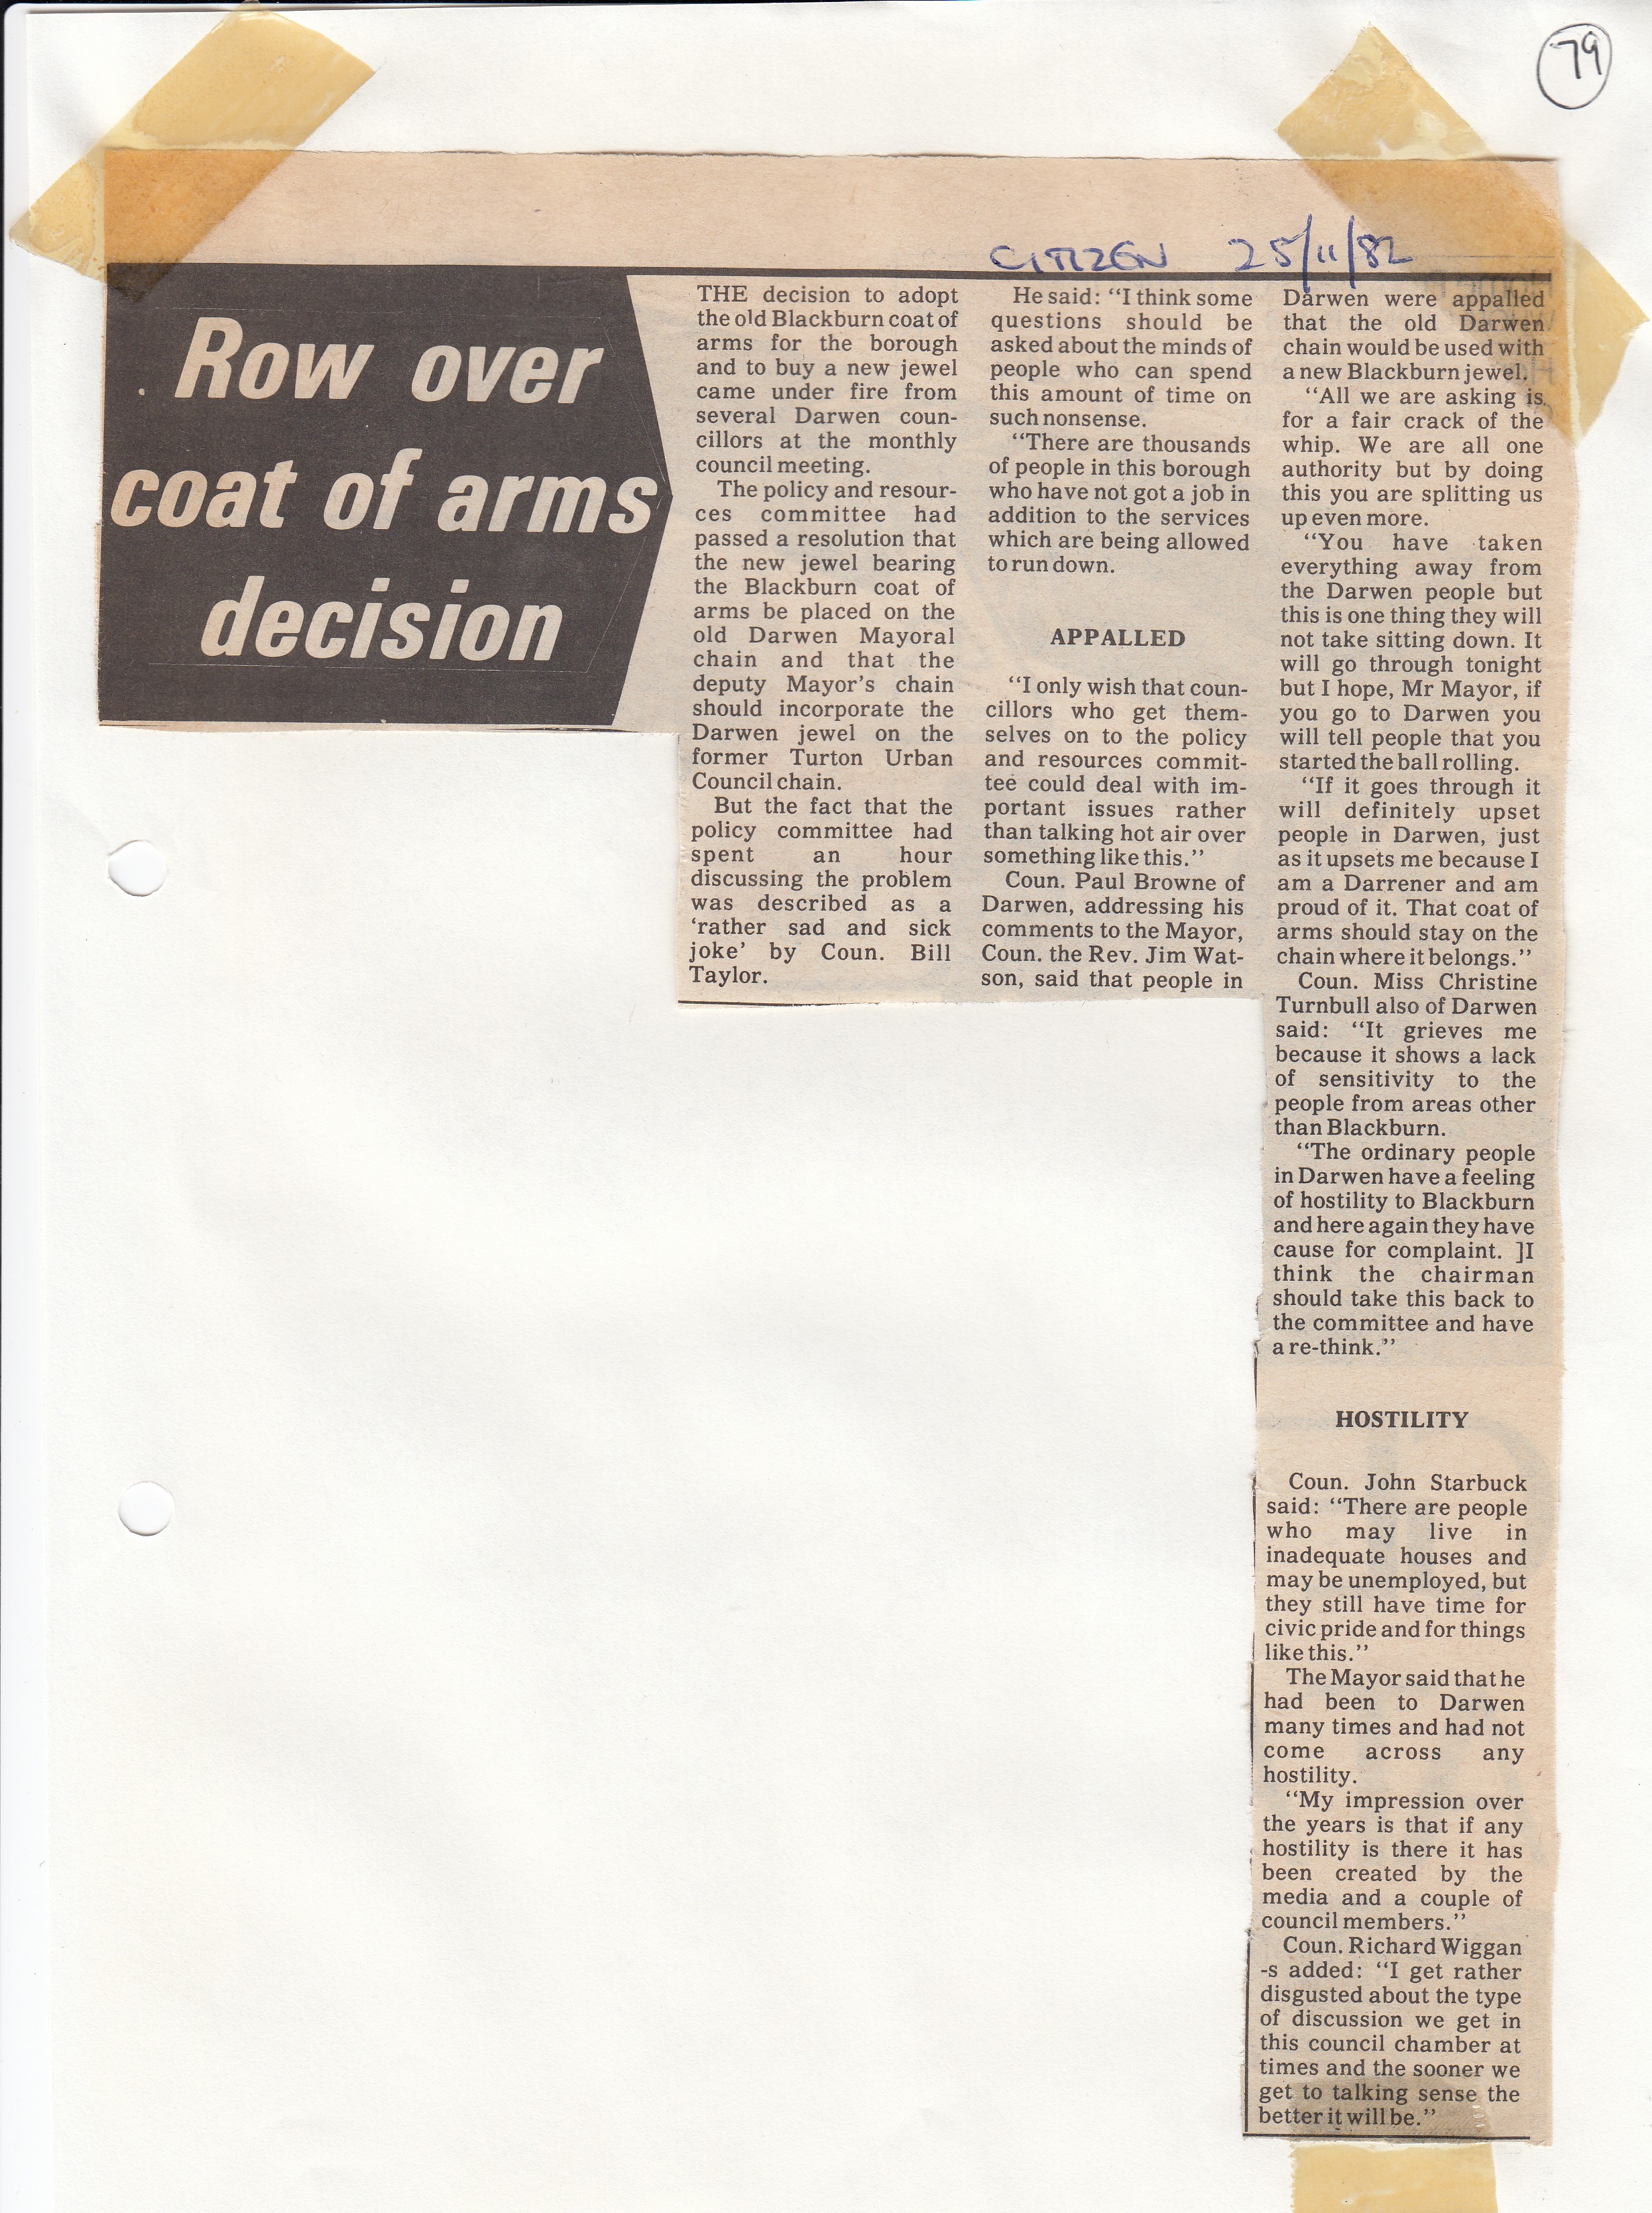 79
CITIZEN 25/11/82
Row over
coat of arms
decision
THE decision to adopt
the old Blackburn coat of
arms for the borough
and to buy a new jewel
came under fire from
several Darwen coun-
cillors at the monthly
council meeting.
The policy and resour-
ces committee had
passed a resolution that
the new jewel bearing
the Blackburn coat of
arms be placed on the
old Darwen Mayoral
chain and that the
deputy Mayor's chain
should incorporate the
Darwen jewel on the
former Turton Urban
Council chain.
But the fact that the
policy committee had
spent an hour
discussing the problem
was described as a
‘rather sad and sick
joke’ by Coun. Bill
Taylor.
He said: “I think some
questions should be
asked about the minds of
people who can spend
this amount of time on
such nonsense.
“There are thousands
of people in this borough
who have not got a job in
addition to the services
which are being allowed
to run down.
APPALLED
“I only wish that coun-
cillors who get them-
selves on to the policy
and resources commit-
tee could deal with im-
portant issues rather
than talking hot air over
something like this.”
Coun. Paul Browne of
Darwen, addressing his
comments to the Mayor,
Coun. the Rev. Jim Wat-
son, said that people in
Darwen were appalled
that the old Darwen
chain would be used with
a new Blackburn jewel.
“All we are asking is
for a fair crack of the
whip. We are all one
authority but by doing
this you are splitting us
up even more.
“You have taken
everything away from
the Darwen people but
this is one thing they will
not take sitting down. It
will go through tonight
but I hope, Mr Mayor, if
you go to Darwen you
will tell people that you
started the ball rolling.
“If it goes through it
will definitely upset
people in Darwen, just
as it upsets me because I
am a Darrener and am
proud of it. That coat of
arms should stay on the
chain where it belongs.”
Coun. Miss Christine
Turnbull also of Darwen
said: “It grieves me
because it shows a lack
of sensitivity to the
people from areas other
than Blackburn.
“The ordinary people
in Darwen have a feeling
of hostility to Blackburn
and here again they have
cause for complaint. ]I
think the chairman
should take this back to
the committee and have
a re-think.”
HOSTILITY
Coun. John Starbuck
said: “There are people
who may live in
inadequate houses and
may be unemployed, but
they still have time for
civic pride and for things
like this.”
The Mayor said that he
had been to Darwen
many times and had not
come across any
hostility.
“My impression over
the years is that if any
hostility is there it has
been created by the
media and a couple of
council members.”
Coun. Richard Wiggan
-s added: “I get rather
disgusted about the type
of discussion we get in
this council chamber at
times and the sooner we
get to talking sense the
better it will be.”